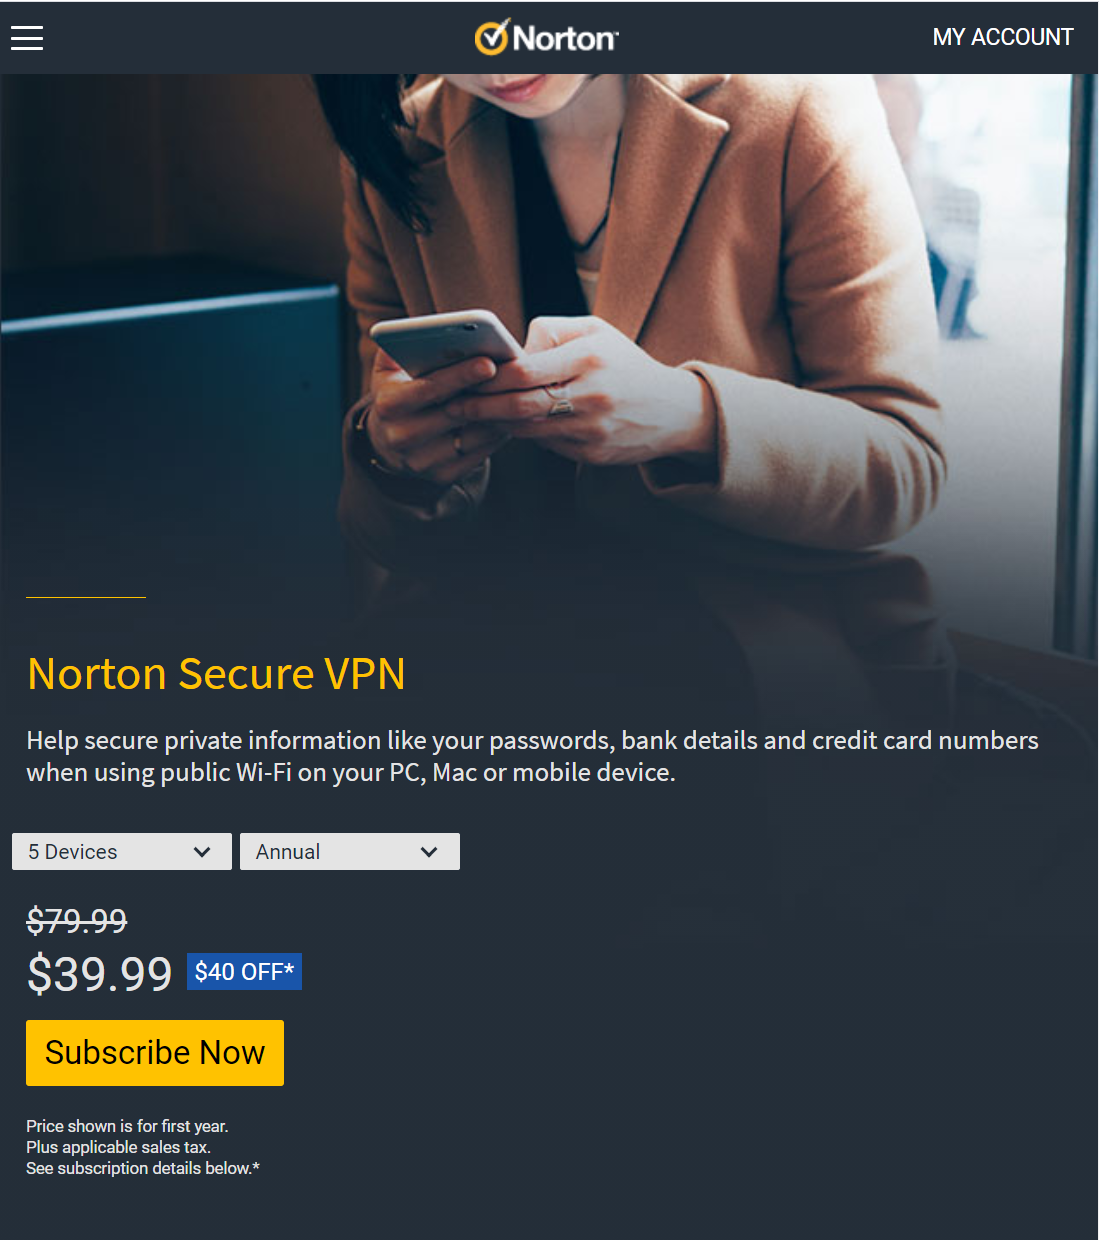 Norton™
MY ACCOUNT
Norton Secure VPN
Help secure private information like your passwords, bank details and credit card numbers
when using public Wi-Fi on your PC, Mac or mobile device.
5 Devices
Annual
$79.99
$39.99
$40 OFF*
Subscribe Now
Price shown is for first year.
Plus applicable sales tax.
See subscription details below.*